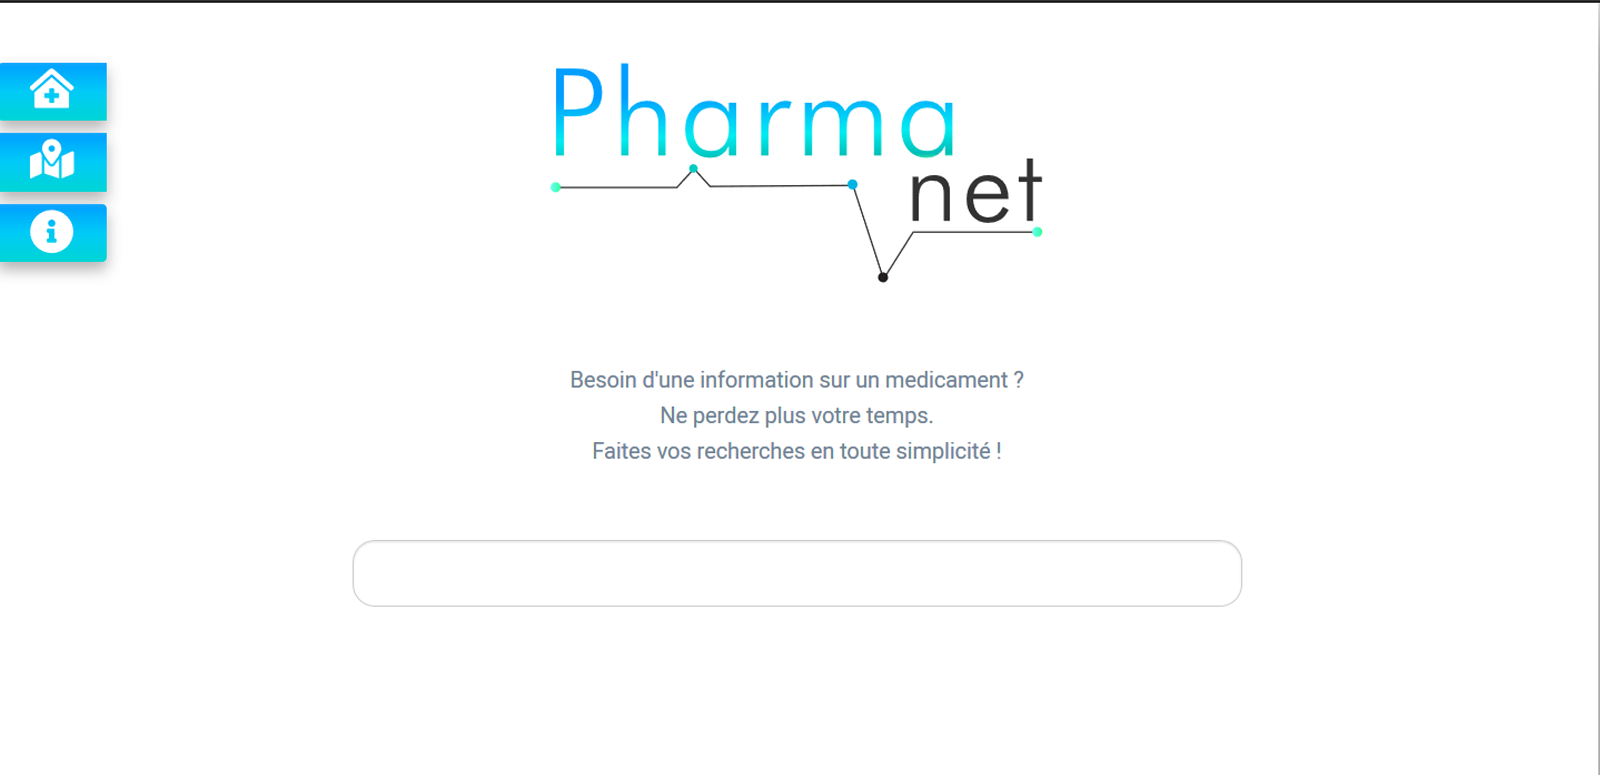 Pharma
net
Besoin d'une information sur un medicament ?
Ne perdez plus votre temps.
Faites vos recherches en toute simplicité !